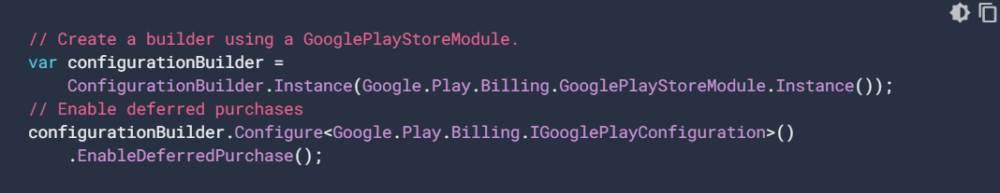 // Create a builder using a GooglePlayStoreModule.
var configurationBuilder =
    ConfigurationBuilder.Instance(Google.Play.Billing.GooglePlayStoreModule.Instance());
// Enable deferred purchases
configurationBuilder.Configure<Google.Play.Billing.IGooglePlayConfiguration>()
    .EnableDeferredPurchase();